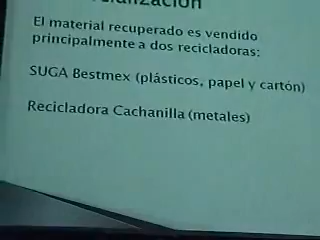 El material recuperado es vendido
principalmente a dos recicladoras:
SUGA Bestmex (plásticos, papel y cartón)
Recicladora Cachanilla (metales)